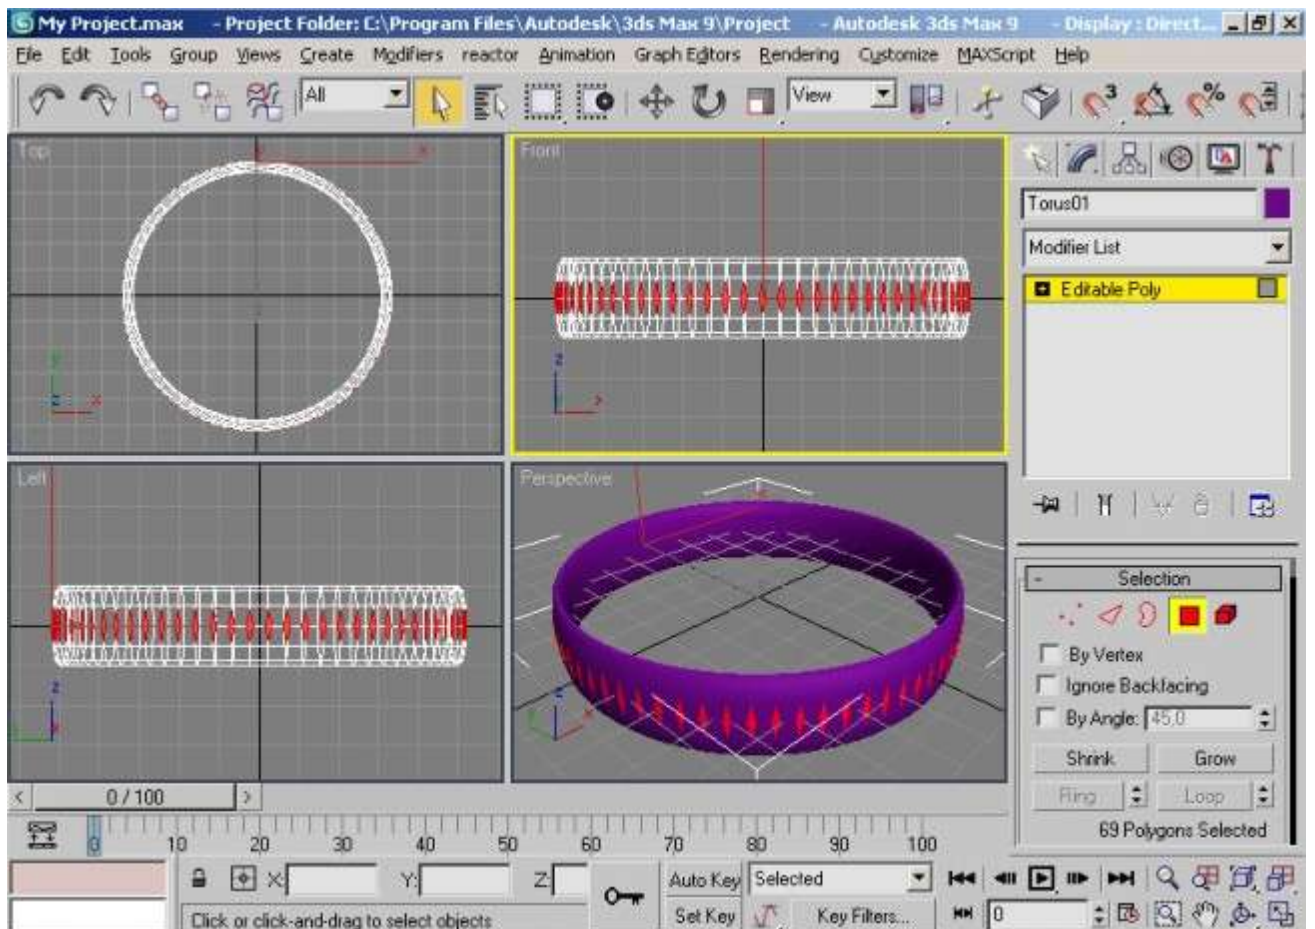 My Project.max - Project Folder: C:\Program Files\Autodesk\3ds Max 9\Project - Autodesk 3ds Max 9 - Display : Direct...
File Edit Tools Group Views Create Modifiers reactor Animation Graph Editors Rendering Customize MAXScript Help
All View 3 %
Top Front
Torus01
Modifier List
Editable Poly
Left Perspective
- Selection
By Vertex
Ignore Backfacing
By Angle: 45,0
Shrink Grow
Ring Loop
69 Polygons Selected
< 0 / 100 >
0 10 20 30 40 50 60 70 80 90 100
X: Y: Z: Auto Key Selected
Click or click-and-drag to select objects Set Key Key Filters... 0